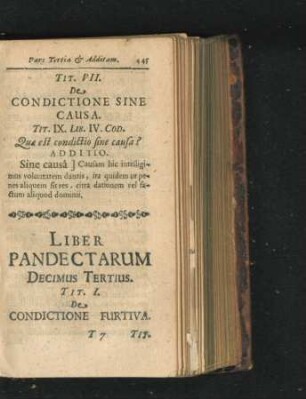 Pars Tertia & Additam. 445
TIT. VII.
De
CONDICTIONE SINE
CAUSA.
TIT. IX. LIB. IV. COD.
Quæ est condictio sine causa?
ADDITIO.
Sine causâ] Causam hic intelligi-
mus voluntatem dantis, ita quidem ut pe-
nes aliquem sit res, citra dationem vel fa-
ctum aliquod domini,
LIBER
PANDECTARUM
DECIMUS TERTIUS.
TIT. I.
De
CONDICTIONE FURTIVA.
T 7 TIT.